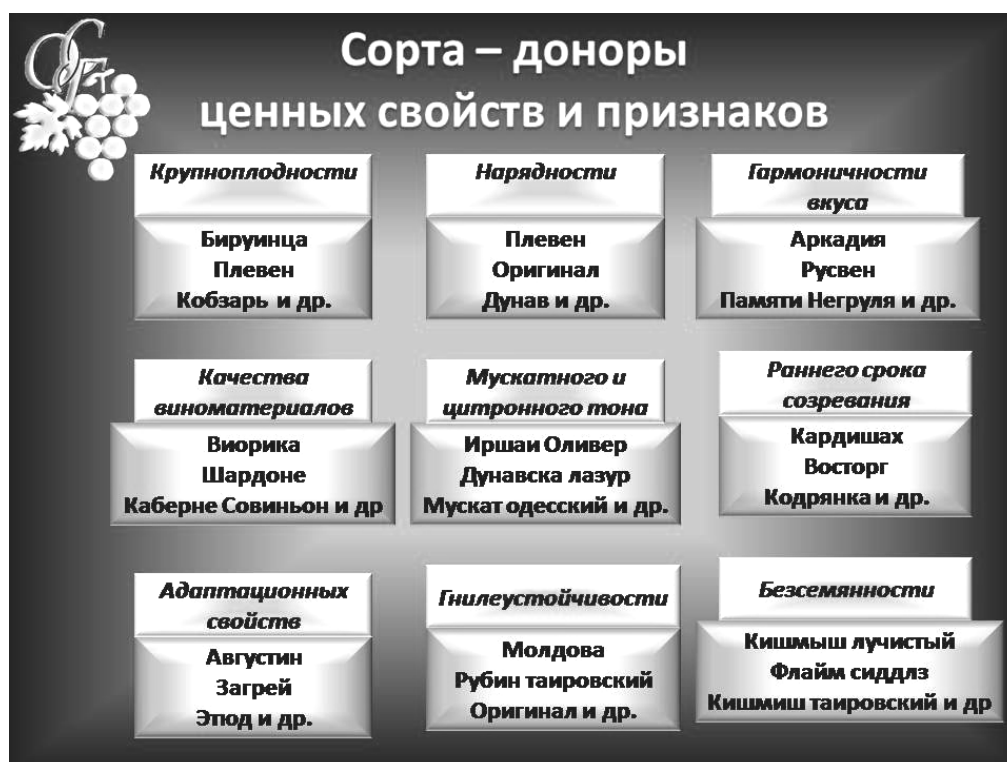 Сорта – доноры
ценных свойств и признаков
Крупноплодности
Бируинца
Плевен
Кобзарь и др.
Нарядности
Плевен
Оригинал
Дунав и др.
Гармоничности
вкуса
Аркадия
Русвен
Памяти Негруля и др.
Качества
виноматериалов
Виорика
Шардоне
Каберне Совиньон и др
Мускатного и
цитронного тона
Иршаи Оливер
Дунавска лазур
Мускат одесский и др.
Раннего срока
созревания
Кардишах
Восторг
Кодрянка и др.
Адаптационных
свойств
Августин
Загрей
Этюд и др.
Гнилеустойчивости
Молдова
Рубин таировский
Оригинал и др.
Безсемянности
Кишмыш лучистый
Флайм сиддлз
Кишмиш таировский и др